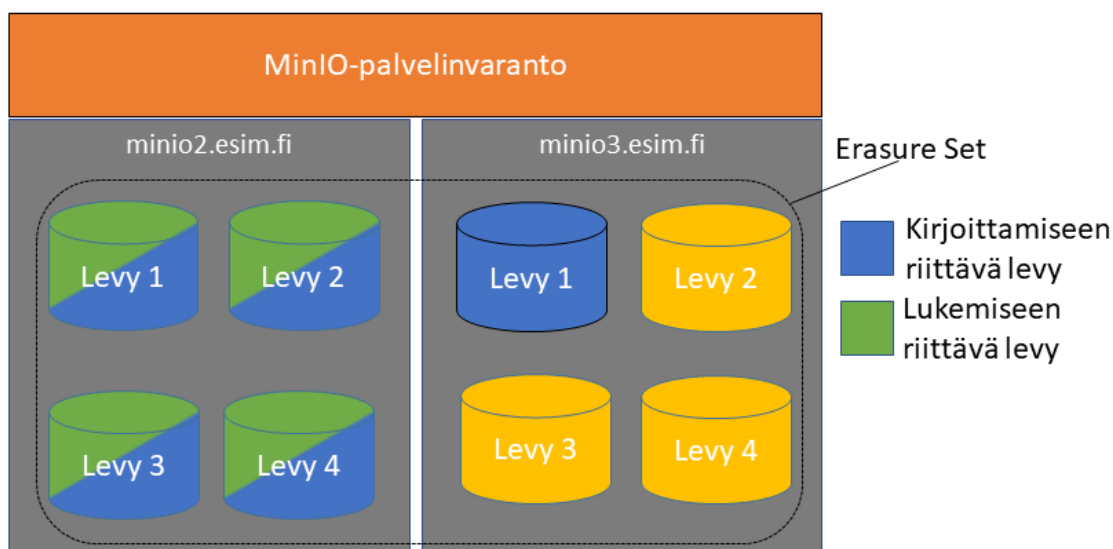 MinIO-palvelinvaranto
minio2.esim.fi
minio3.esim.fi
Erasure Set
Levy 1
Levy 2
Levy 1
Levy 2
Levy 3
Levy 4
Levy 3
Levy 4
Kirjoittamiseen
riittävä levy
Lukemiseen
riittävä levy